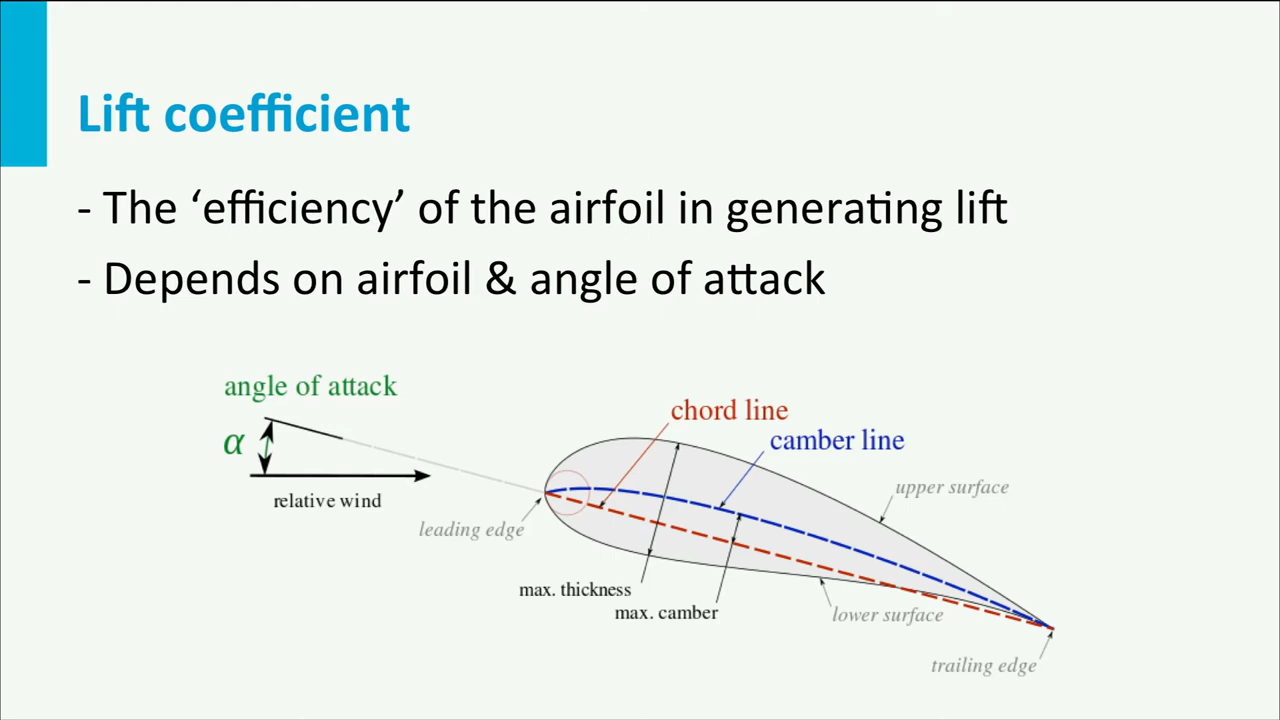 Lift coefficient
- The ‘efficiency’ of the airfoil in generating lift
- Depends on airfoil & angle of attack
angle of attack
α
relative wind
chord line
camber line
upper surface
leading edge
max. thickness
max. camber
lower surface
trailing edge